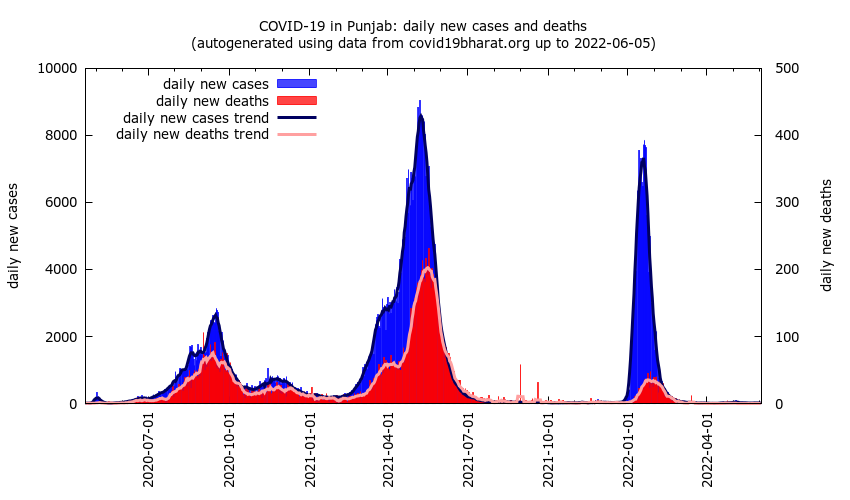 COVID-19 in Punjab: daily new cases and deaths
(autogenerated using data from covid19bharat.org up to 2022-06-05)
10000
8000
6000
4000
2000
0
500
400
300
200
100
0
daily new cases
daily new deaths
daily new cases trend
daily new deaths trend
daily new cases
daily new deaths
2020-07-01
2020-10-01
2021-01-01
2021-04-01
2021-07-01
2021-10-01
2022-01-01
2022-04-01